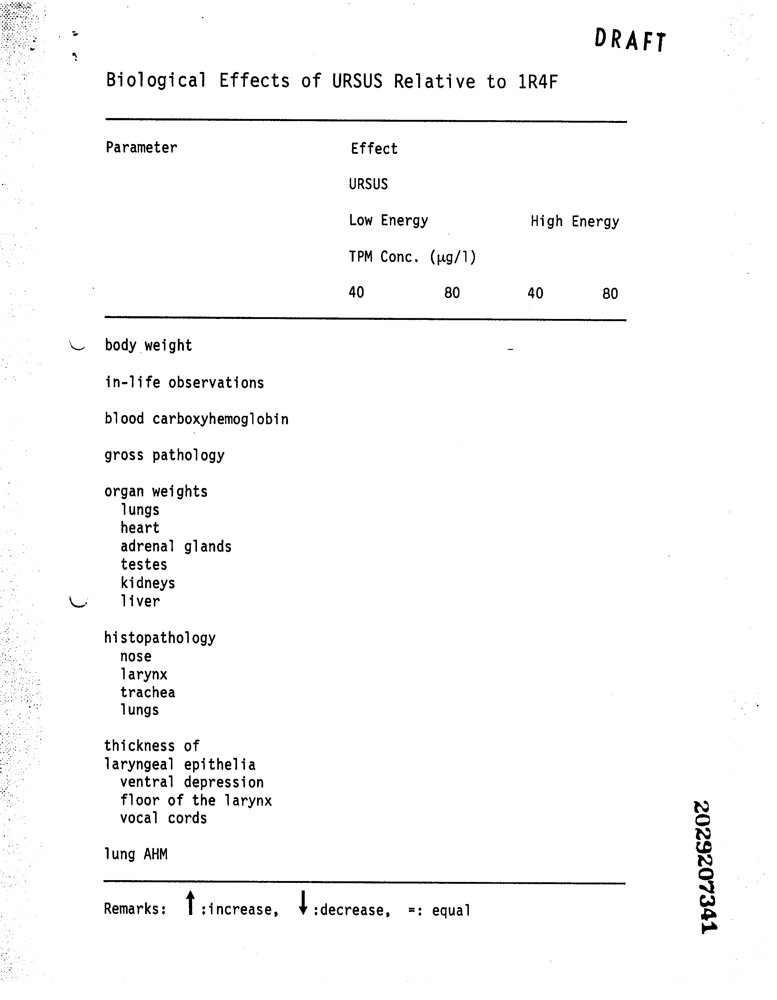 DRAFT
Biological Effects of URSUS Relative to 1R4F
Parameter Effect
URSUS
Low Energy High Energy
TPM Conc. (µg/l)
40 80 40 80
body weight
in-life observations
blood carboxyhemoglobin
gross pathology
organ weights
lungs
heart
adrenal glands
testes
kidneys
liver
histopathology
nose
larynx
trachea
lungs
thickness of
laryngeal epithelia
ventral depression
floor of the larynx
vocal cords
lung AHM
Remarks: ↑:increase, ↓:decrease, =: equal
2029207341